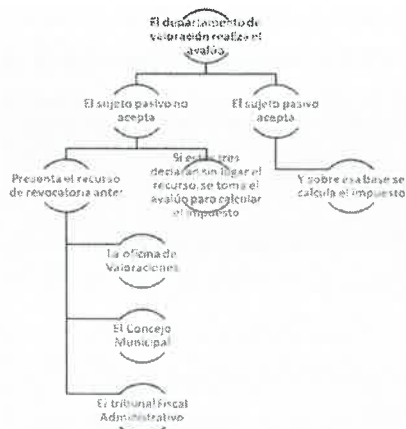 El departamento de
valoración realiza el
avalúo
El sujeto pasivo no
acepta
El sujeto pasivo
acepta
Presenta el recurso
de revocatoria ante:
Si estos tres
declaran sin lugar el
recurso, se toma el
avalúo para calcular
el impuesto
Y sobre esa base se
calcula el impuesto
La oficina de
Valoraciones
El Concejo
Municipal
El tribunal Fiscal
Administrativo